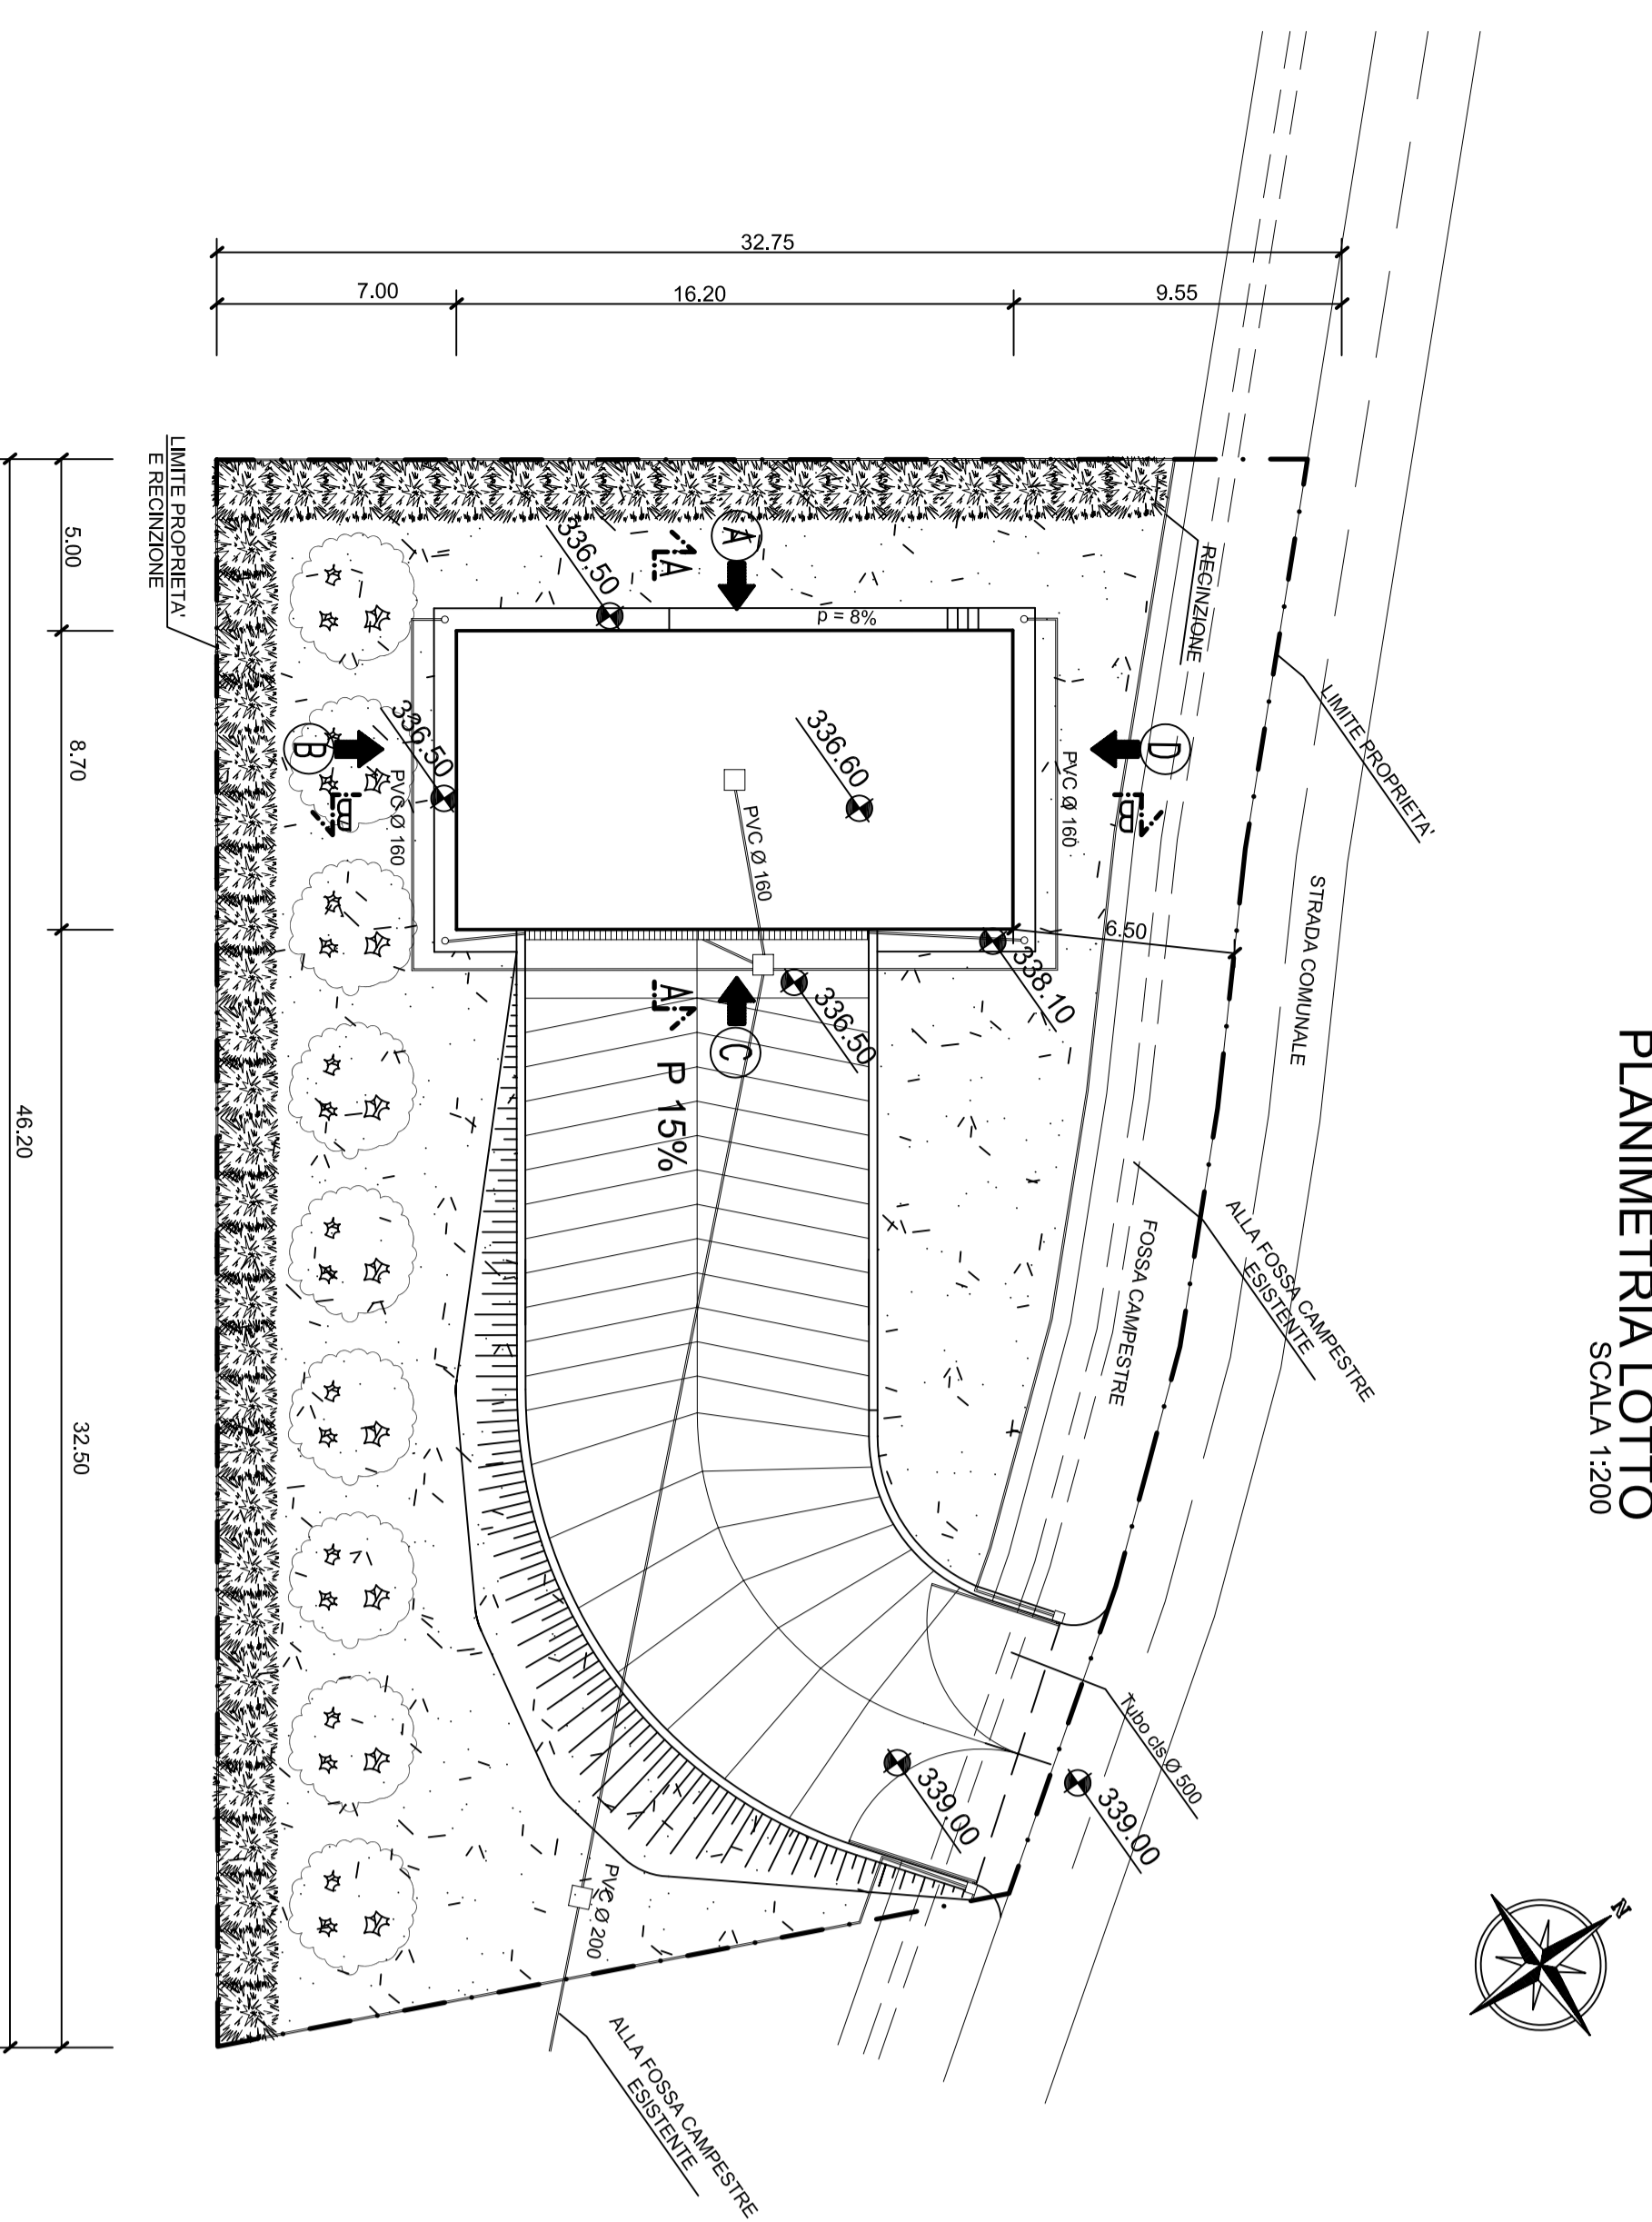 PLANIMETRIA LOTTO
SCALA 1:200
32.75
7.00
16.20
9.55
LIMITE PROPRIETA'
E RECINZIONE
5.00
8.70
32.50
46.20
RECINZIONE
LIMITE PROPRIETA'
STRADA COMUNALE
6.50
ALLA FOSSA CAMPESTRE
ESISTENTE
FOSSA CAMPESTRE
336.50
A
A
p = 8%
336.50
B
B
PVC Ø 160
336.60
PVC Ø 160
D
B
PVC Ø 160
338.10
336.50
A
C
P 15%
Tubo cls Ø 500
339.00
339.00
PVC Ø 200
ALLA FOSSA CAMPESTRE
ESISTENTE
N